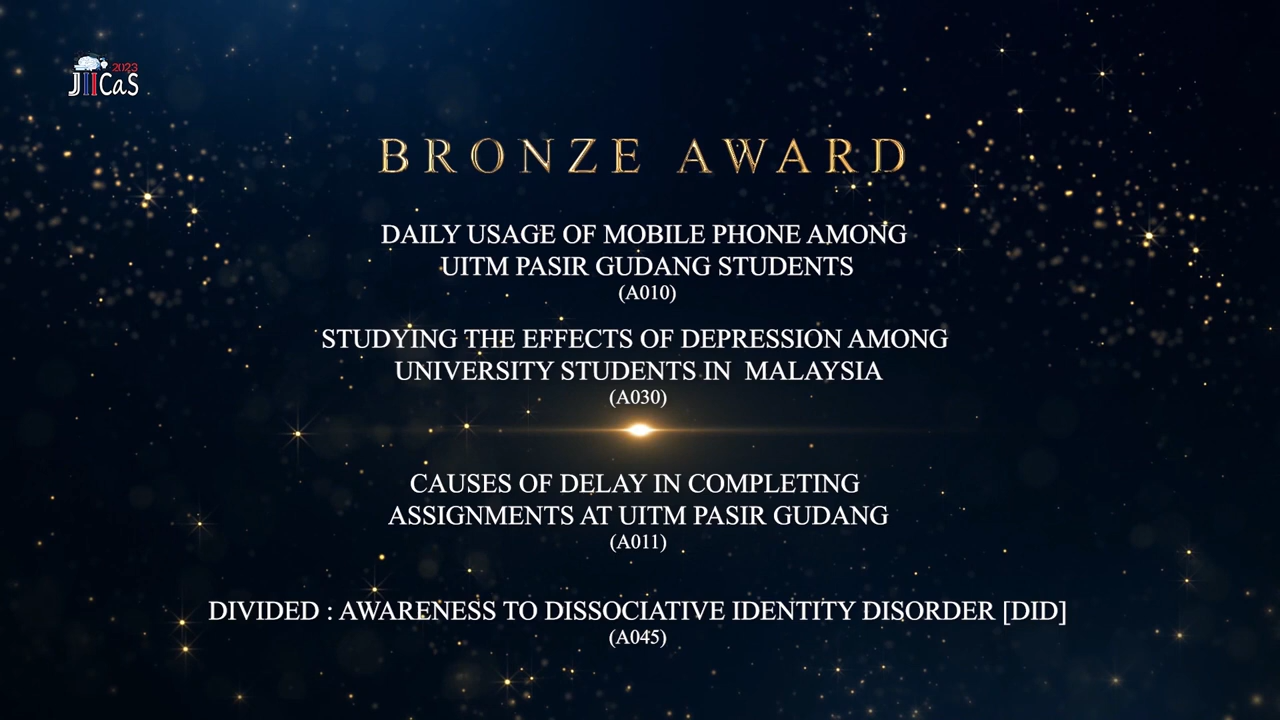 2023
JIICaS
BRONZE AWARD
DAILY USAGE OF MOBILE PHONE AMONG
UITM PASIR GUDANG STUDENTS
(A010)
STUDYING THE EFFECTS OF DEPRESSION AMONG
UNIVERSITY STUDENTS IN  MALAYSIA
(A030)
CAUSES OF DELAY IN COMPLETING
ASSIGNMENTS AT UITM PASIR GUDANG
(A011)
DIVIDED : AWARENESS TO DISSOCIATIVE IDENTITY DISORDER [DID]
(A045)